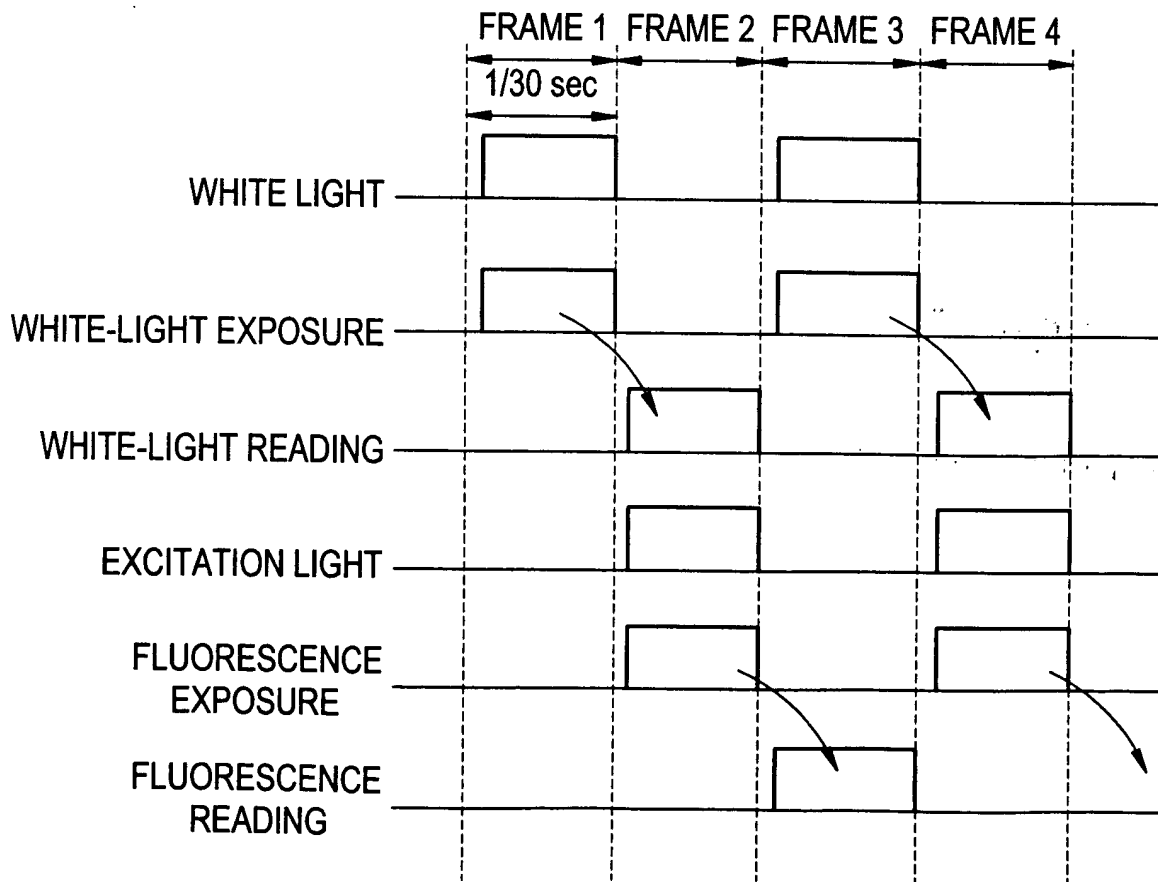 FRAME 1 FRAME 2 FRAME 3 FRAME 4
1/30 sec
WHITE LIGHT
WHITE-LIGHT EXPOSURE
WHITE-LIGHT READING
EXCITATION LIGHT
FLUORESCENCE
EXPOSURE
FLUORESCENCE
READING